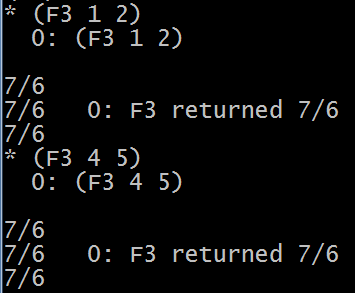 * (F3 1 2)
  0: (F3 1 2)

7/6
7/6   0: F3 returned 7/6
7/6
* (F3 4 5)
  0: (F3 4 5)

7/6
7/6   0: F3 returned 7/6
7/6